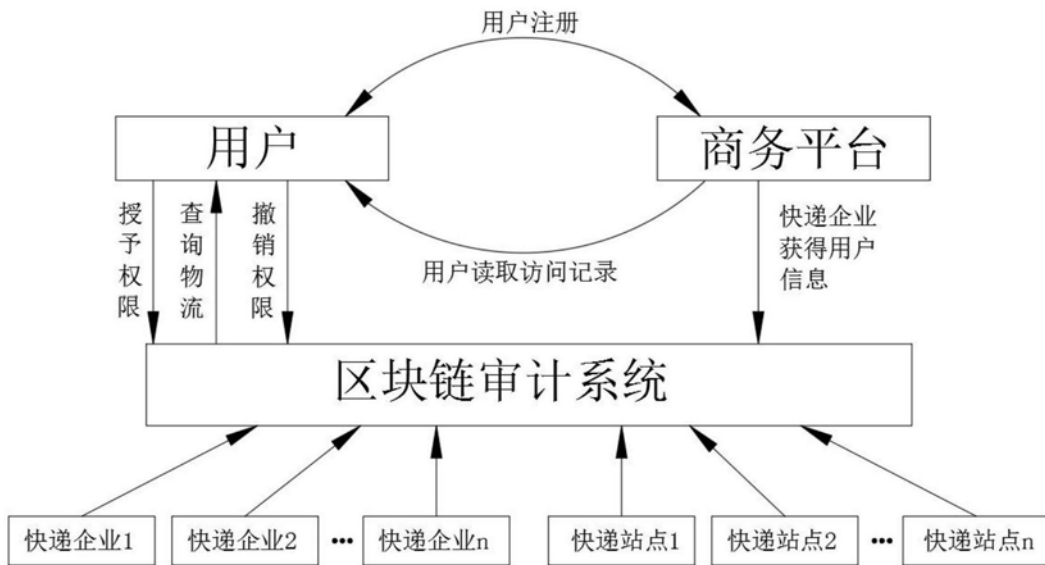 用户注册
用户
商务平台
授予权限
查询物流
撤销权限
用户读取访问记录
快递企业
获得用户
信息
区块链审计系统
快递企业1
快递企业2
•••
快递企业n
快递站点1
快递站点2
•••
快递站点n